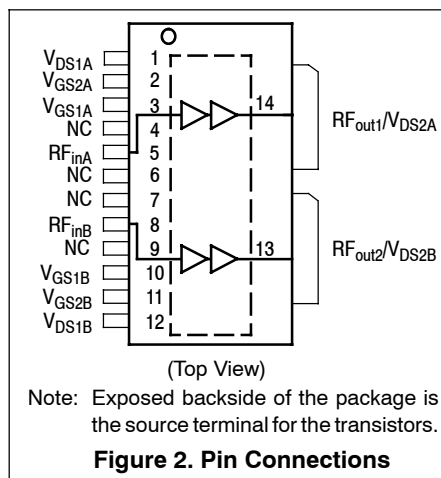 VDS1A 1
VGS2A 2
VGS1A 3
NC 4
RFinA 5
NC 6
NC 7
RFinB 8
NC 9
VGS1B 10
VGS2B 11
VDS1B 12
14 RFout1/VDS2A
13 RFout2/VDS2B
(Top View)
Note: Exposed backside of the package is
the source terminal for the transistors.
Figure 2. Pin Connections